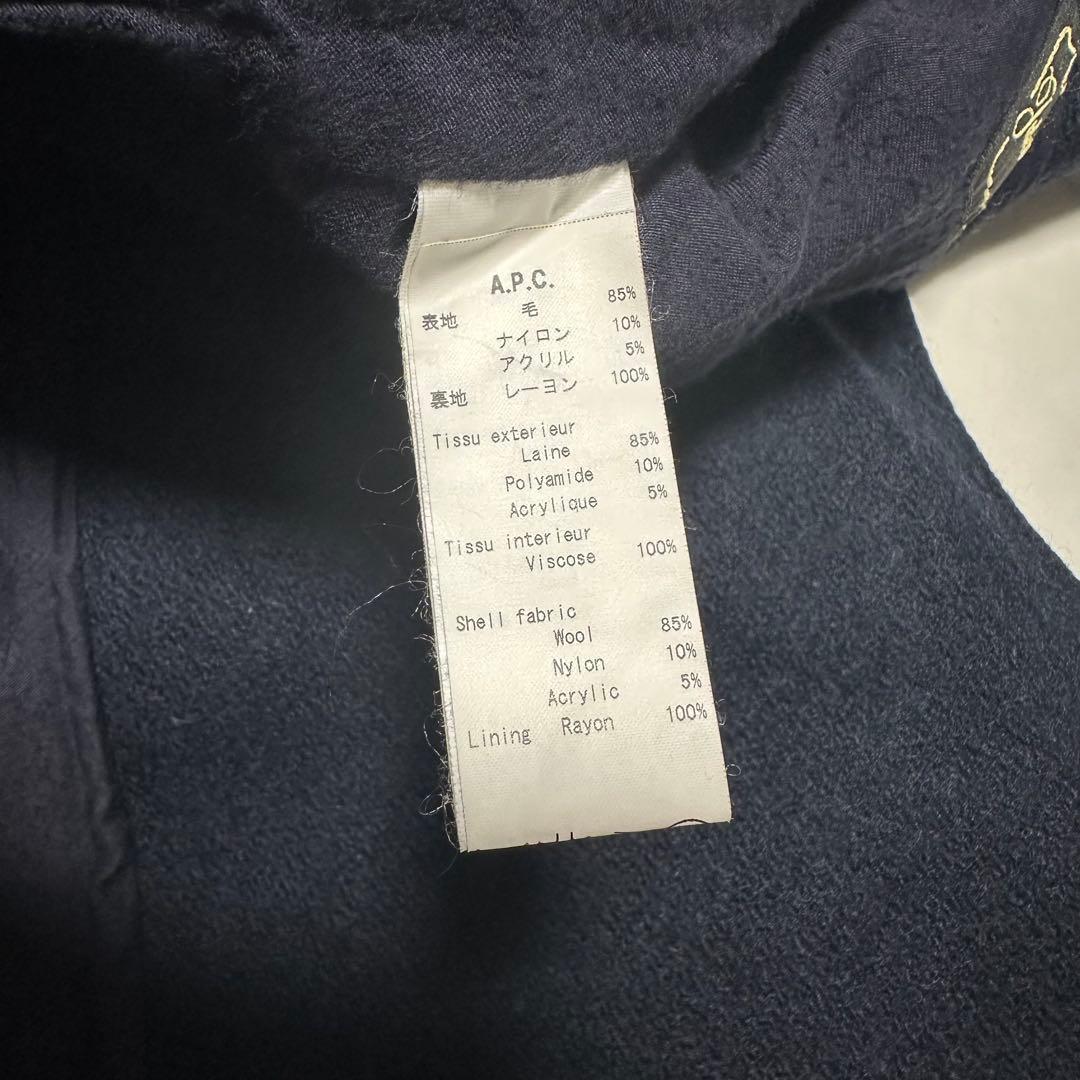 A.P.C.
表地 毛 85%
ナイロン 10%
アクリル 5%
裏地 レーヨン 100%
Tissu exterieur
Laine 85%
Polyamide 10%
Acrylique 5%
Tissu interieur
Viscose 100%
Shell fabric
Wool 85%
Nylon 10%
Acrylic 5%
Lining Rayon 100%